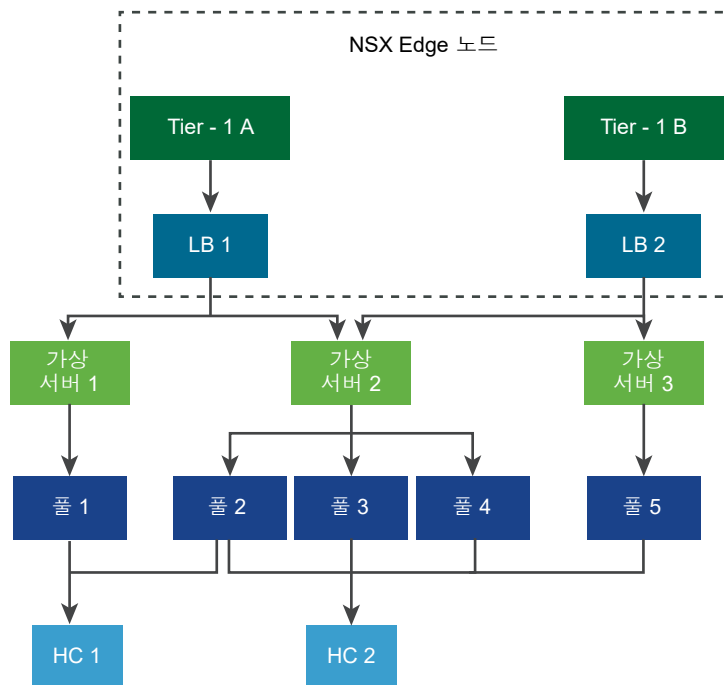 NSX Edge 노드
Tier - 1 A
Tier - 1 B
LB 1
LB 2
가상
서버 1
가상
서버 2
가상
서버 3
풀 1
풀 2
풀 3
풀 4
풀 5
HC 1
HC 2